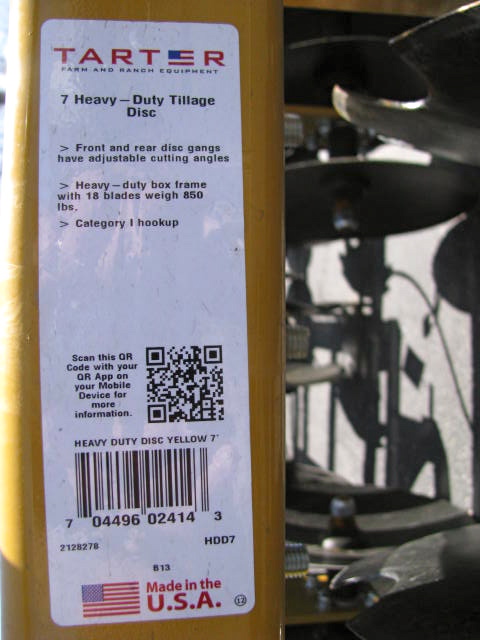 TARTER
FARM AND RANCH EQUIPMENT
7 Heavy-Duty Tillage
Disc
> Front and rear disc gangs
have adjustable cutting angles
> Heavy-duty box frame
with 18 blades weigh 850
lbs.
> Category I hookup
Scan this QR
Code with your
QR App on
your Mobile
Device for
more
information.
HEAVY DUTY DISC YELLOW 7'
7 04496 02414 3
2128278 HDD7
B13
Made in the
U.S.A.
12